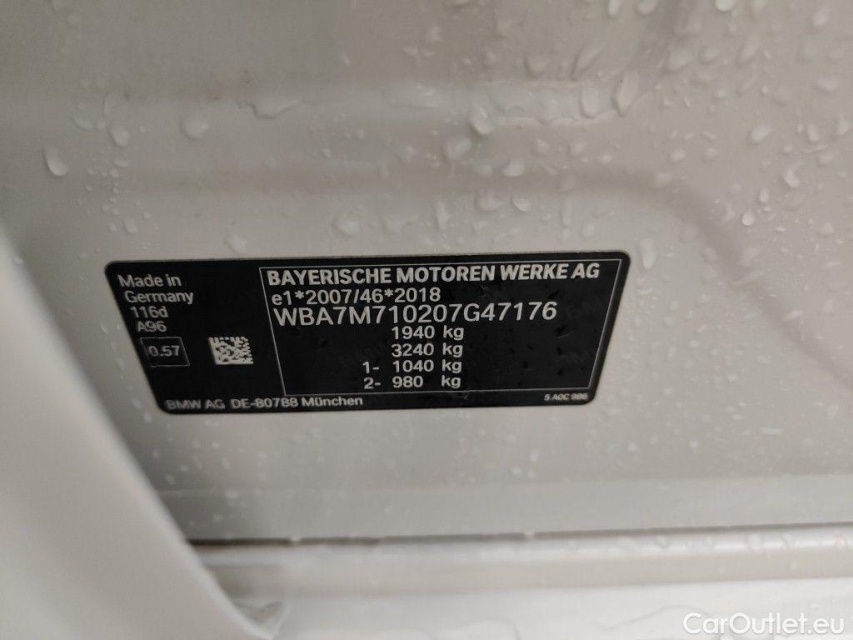 Made in
Germany
116d
A96
0.57
BAYERISCHE MOTOREN WERKE AG
e1*2007/46*2018
WBA7M710207G47176
1940 kg
3240 kg
1- 1040 kg
2- 980 kg
BMW AG DE-80788 München
5 A0C 986
CarOutlet.eu